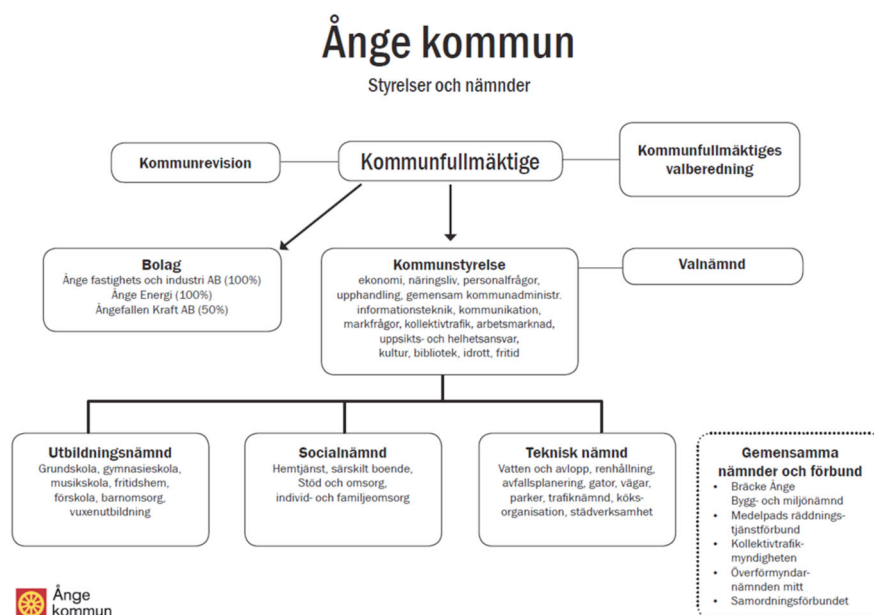 Ånge kommun
Styrelser och nämnder
Kommunrevision
Kommunfullmäktige
Kommunfullmäktiges
valberedning
Bolag
Ånge fastighets och industri AB (100%)
Ånge Energi (100%)
Ångefallen Kraft AB (50%)
Kommunstyrelse
ekonomi, näringsliv, personalfrågor,
upphandling, gemensam kommunadministr.
informationsteknik, kommunikation,
markfrågor, kollektivtrafik, arbetsmarknad,
uppsikts- och helhetsansvar,
kultur, bibliotek, idrott, fritid
Valnämnd
Utbildningsnämnd
Grundskola, gymnasieskola,
musikskola, fritidshem,
förskola, barnomsorg,
vuxenutbildning
Socialnämnd
Hemtjänst, särskilt boende,
Stöd och omsorg,
individ- och familjeomsorg
Teknisk nämnd
Vatten och avlopp, renhållning,
avfallsplanering, gator, vägar,
parker, trafiknämnd, köks-
organisation, städverksamhet
Gemensamma
nämnder och förbund
• Bräcke Ånge
Bygg- och miljönämnd
• Medelpads räddnings-
tjänstförbund
• Kollektivtrafik-
myndigheten
• Överförmyndar-
nämnden mitt
• Samordningsförbundet
Ånge
kommun